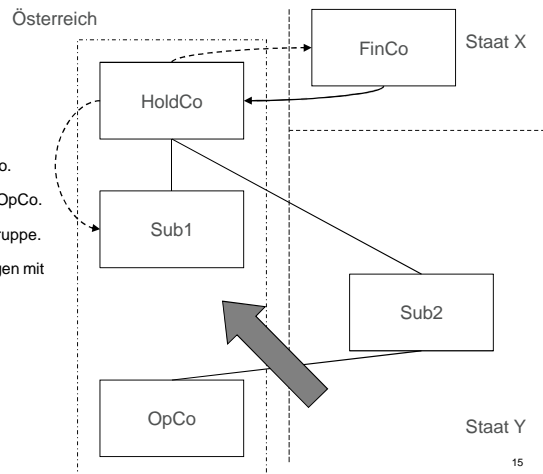 Österreich
FinCo
Staat X
HoldCo
o.
OpCo.
Sub1
ruppe.
gen mit
Sub2
OpCo
Staat Y
15